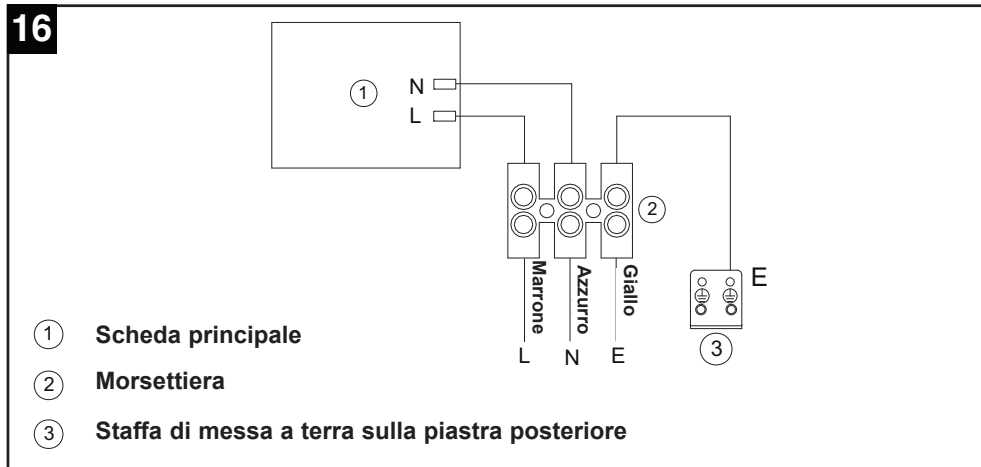 16
1
N
L
2
Marrone
Azzurro
Giallo
E
L
N
E
3
1 Scheda principale
2 Morsettiera
3 Staffa di messa a terra sulla piastra posteriore